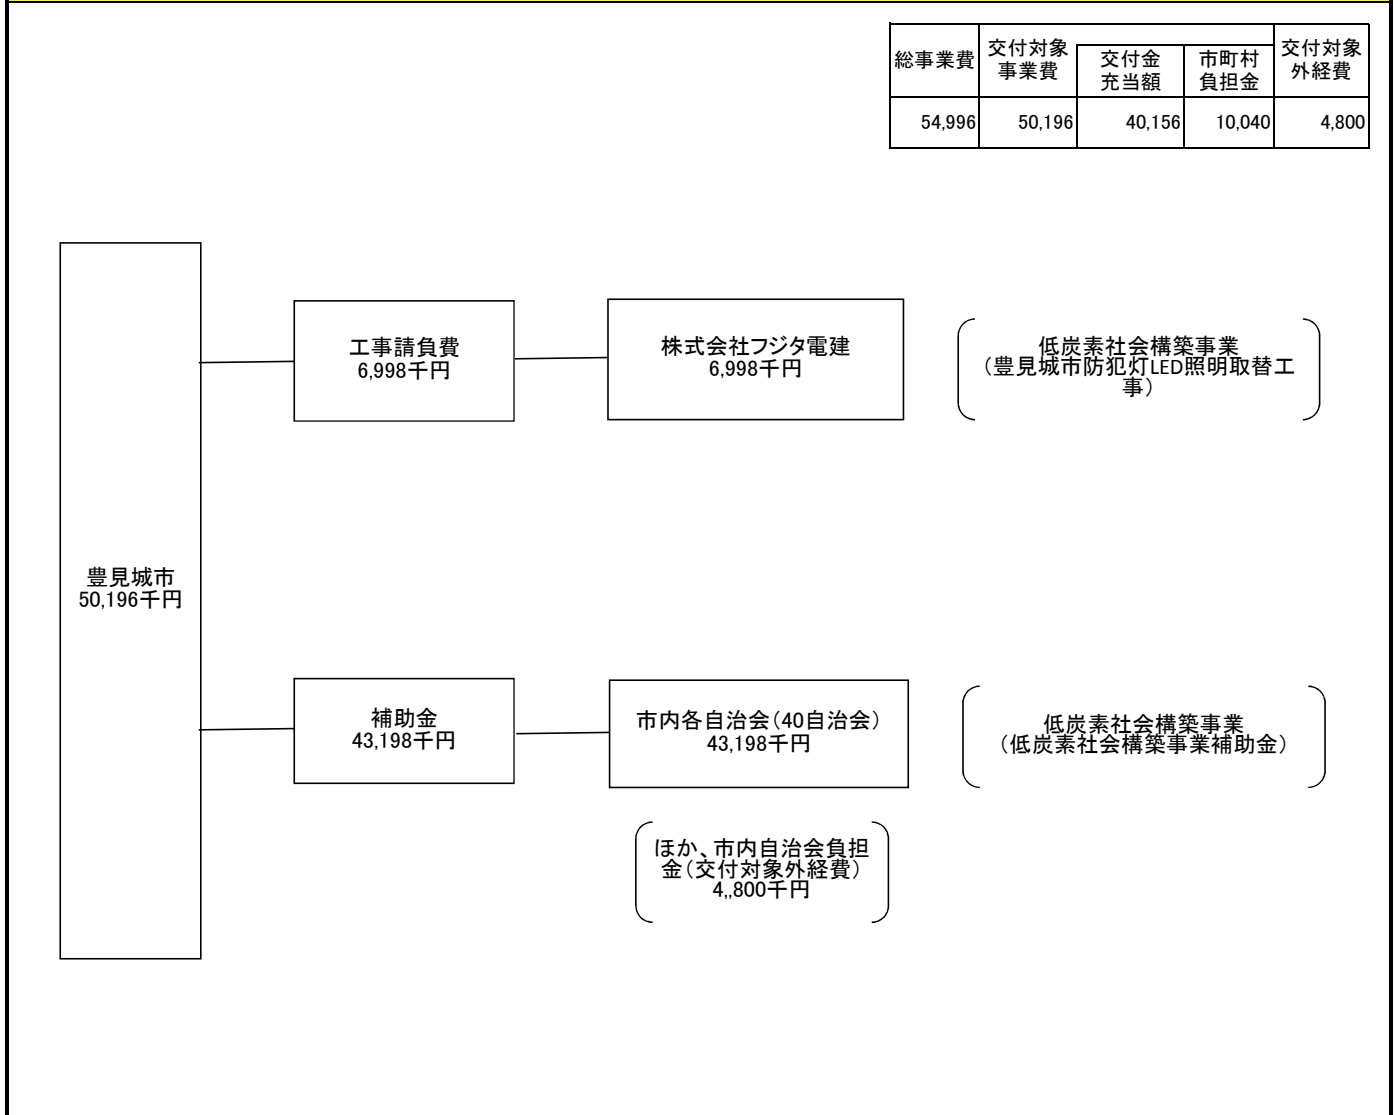 総事業費
交付対象
事業費
交付金
充当額
市町村
負担金
交付対象
外経費
54,996
50,196
40,156
10,040
4,800
工事請負費
6,998千円
株式会社フジタ電建
6,998千円
低炭素社会構築事業
（豊見城市防犯灯LED照明取替工
事）
豊見城市
50,196千円
補助金
43,198千円
市内各自治会（40自治会）
43,198千円
低炭素社会構築事業
（低炭素社会構築事業補助金）
ほか、市内自治会負担
金（交付対象外経費）
4,,800千円